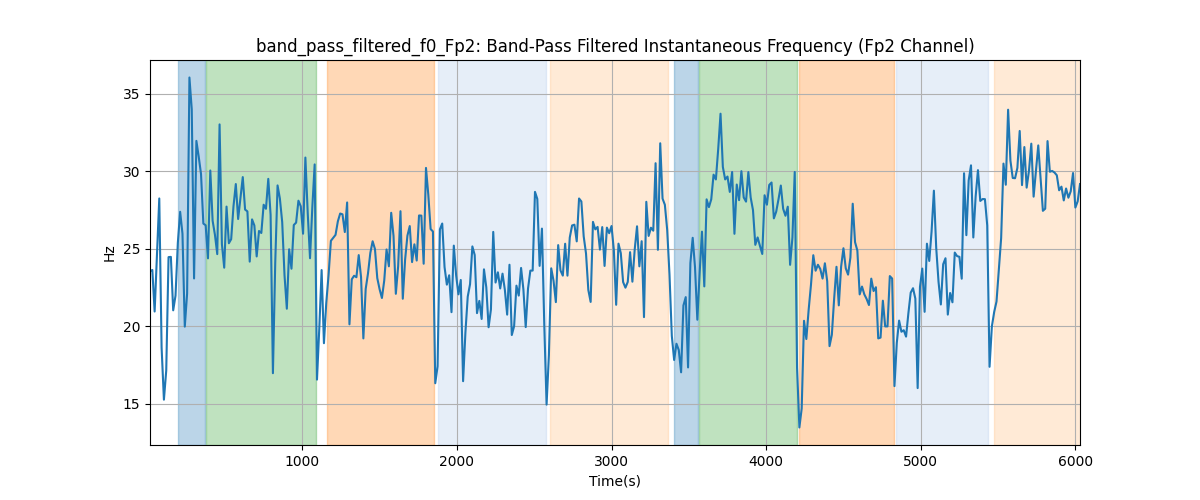 band_pass_filtered_f0_Fp2: Band-Pass Filtered Instantaneous Frequency (Fp2 Channel)
35
30
25
20
15
Hz
1000 2000 3000 4000 5000 6000
Time(s)